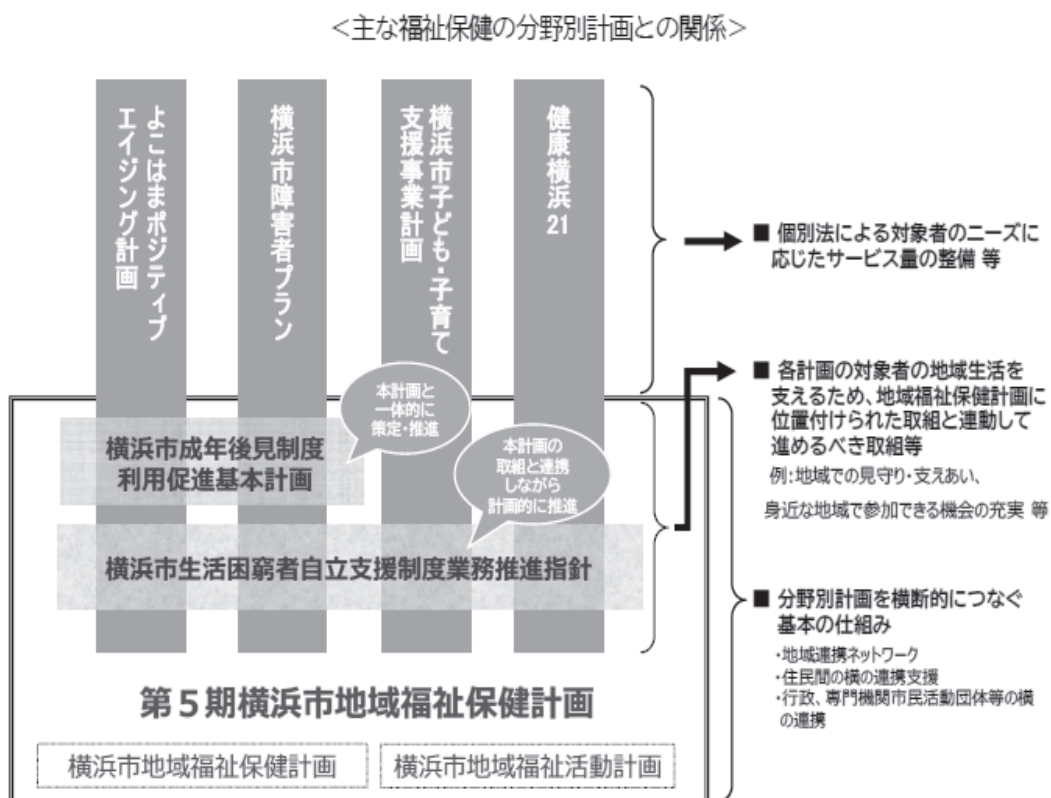 ＜主な福祉保健の分野別計画との関係＞
よこはまポジティブ
エイジング計画
横浜市障害者プラン
横浜市子ども・子育て
支援事業計画
健康横浜21
■ 個別法による対象者のニーズに
応じたサービス量の整備 等
■ 各計画の対象者の地域生活を
支えるため、地域福祉保健計画に
位置付けられた取組と連動して
進めるべき取組等
例：地域での見守り・支えあい、
身近な地域で参加できる機会の充実 等
本計画と
一体的に
策定・推進
横浜市成年後見制度
利用促進基本計画
本計画の
取組と連携
しながら
計画的に推進
横浜市生活困窮者自立支援制度業務推進指針
■ 分野別計画を横断的につなぐ
基本の仕組み
・地域連携ネットワーク
・住民間の横の連携支援
・行政、専門機関市民活動団体等の横
の連携
第５期横浜市地域福祉保健計画
横浜市地域福祉保健計画
横浜市地域福祉活動計画